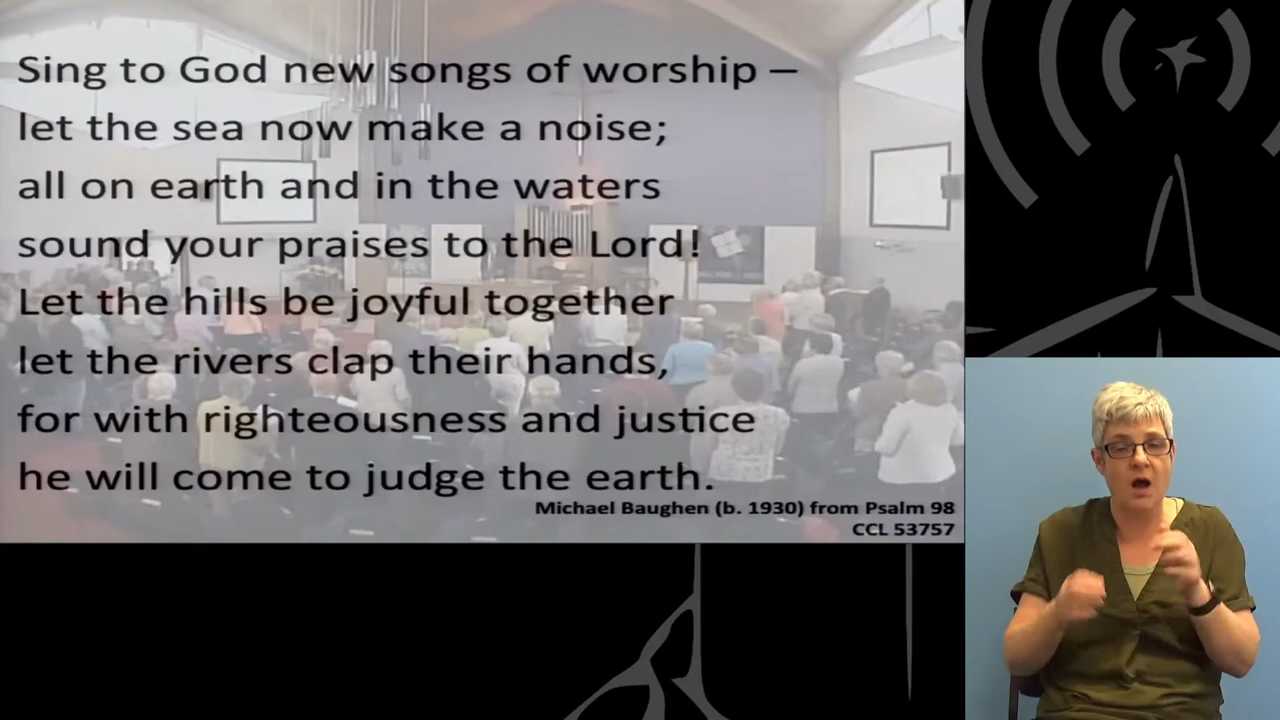 Sing to God new songs of worship –
let the sea now make a noise;
all on earth and in the waters
sound your praises to the Lord!
Let the hills be joyful together
let the rivers clap their hands,
for with righteousness and justice
he will come to judge the earth.
Michael Baughen (b. 1930) from Psalm 98
CCL 53757